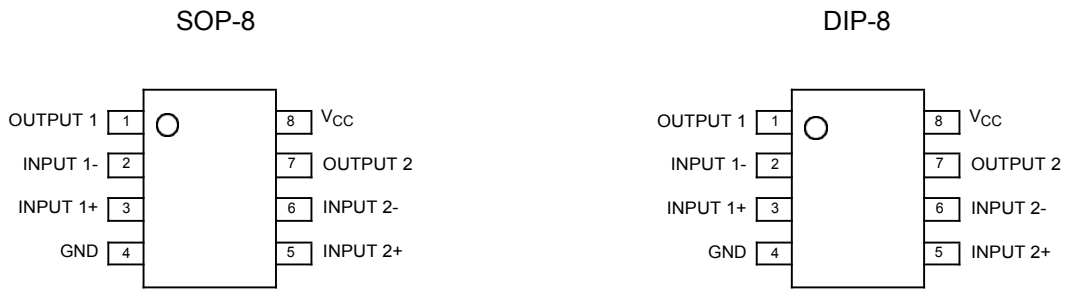 SOP-8
OUTPUT 1 1
INPUT 1- 2
INPUT 1+ 3
GND 4
8 VCC
7 OUTPUT 2
6 INPUT 2-
5 INPUT 2+
DIP-8
OUTPUT 1 1
INPUT 1- 2
INPUT 1+ 3
GND 4
8 VCC
7 OUTPUT 2
6 INPUT 2-
5 INPUT 2+